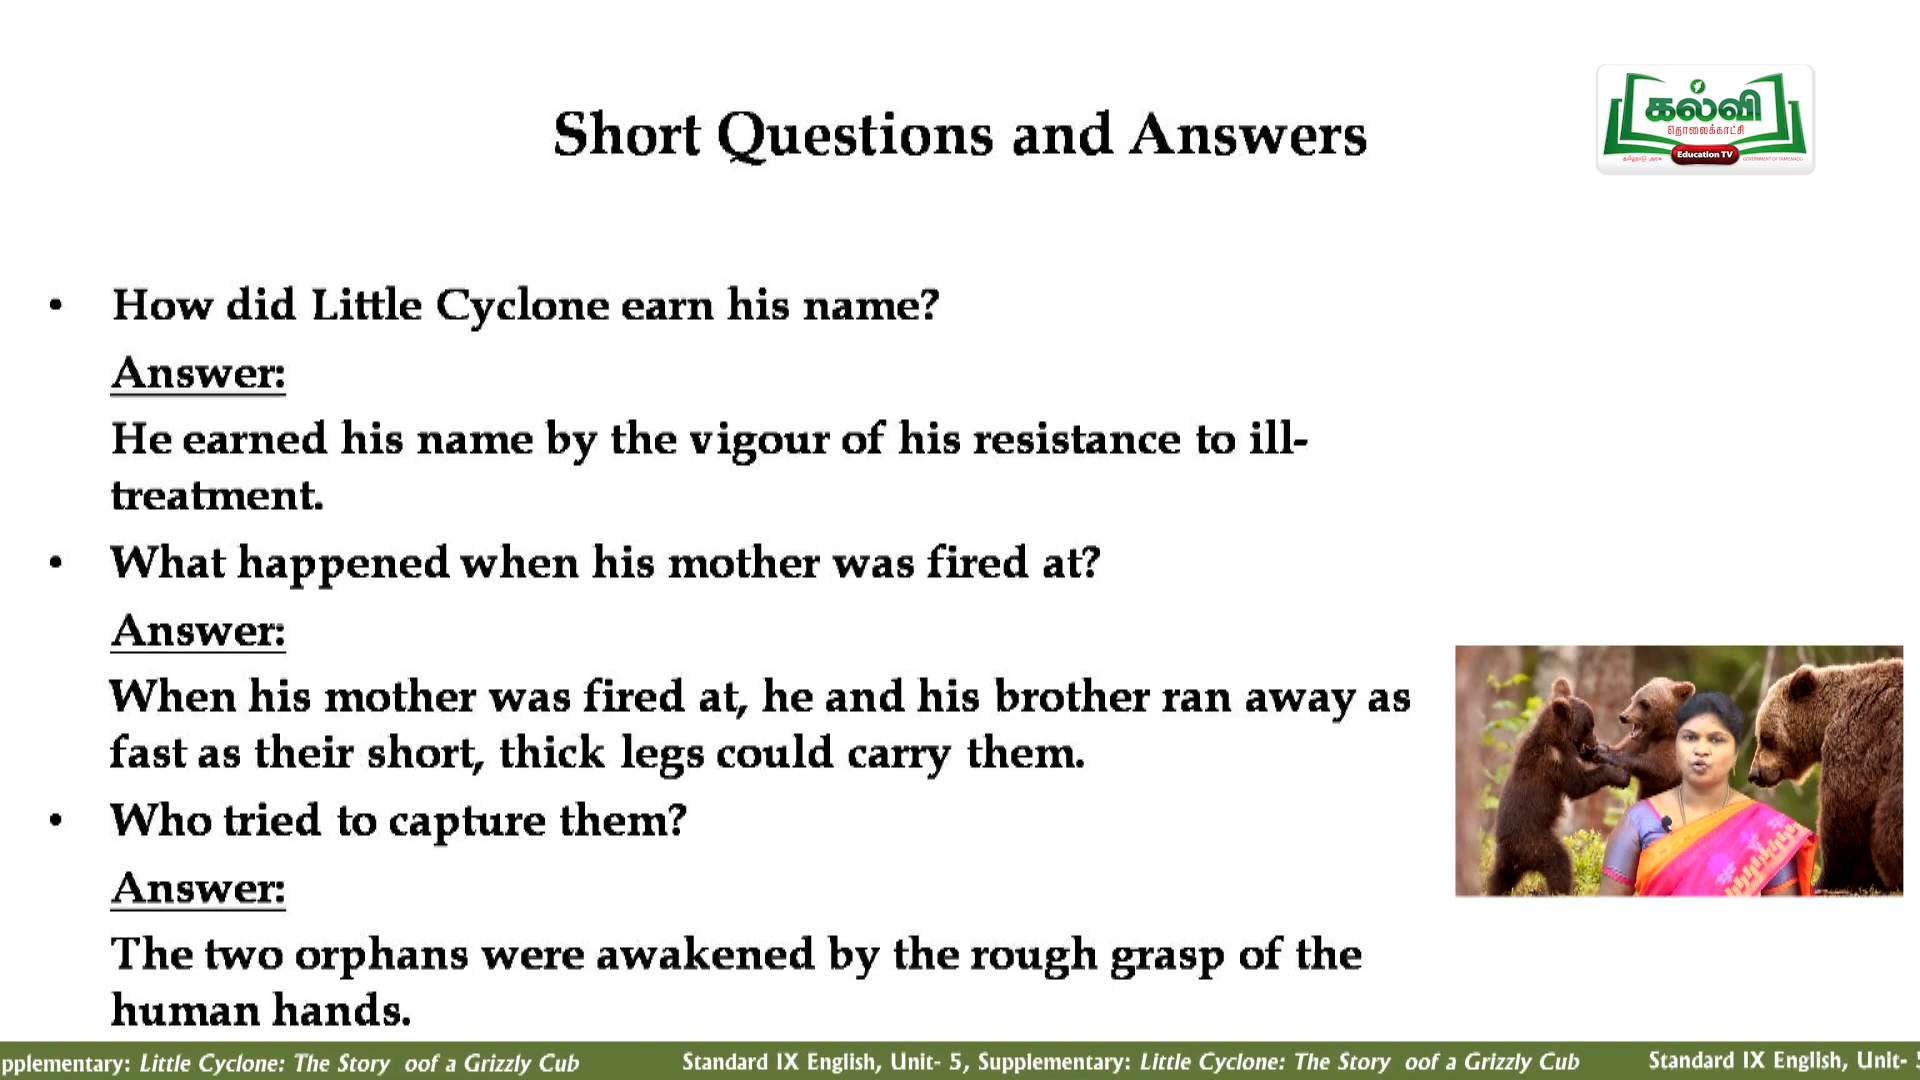 Short Questions and Answers
கல்வி
தொலைக்காட்சி
தமிழ்நாடு அரசு
Education TV
GOVERNMENT OF TAMILNADU
• How did Little Cyclone earn his name?
Answer:
He earned his name by the vigour of his resistance to ill-
treatment.
• What happened when his mother was fired at?
Answer:
When his mother was fired at, he and his brother ran away as
fast as their short, thick legs could carry them.
• Who tried to capture them?
Answer:
The two orphans were awakened by the rough grasp of the
human hands.
pplementary: Little Cyclone: The Story oof a Grizzly Cub Standard IX English, Unit- 5, Supplementary: Little Cyclone: The Story oof a Grizzly Cub Standard IX English, Unit-